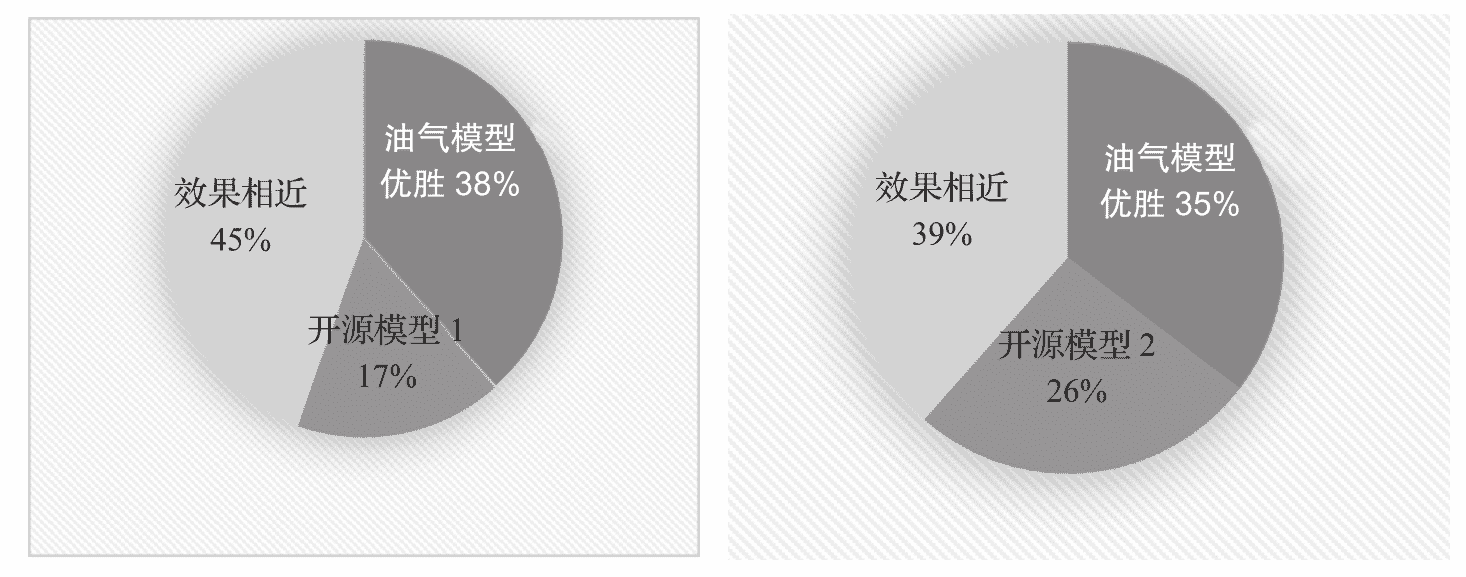 油气模型
优胜 38%
效果相近
45%
开源模型 1
17%
油气模型
优胜 35%
效果相近
39%
开源模型 2
26%